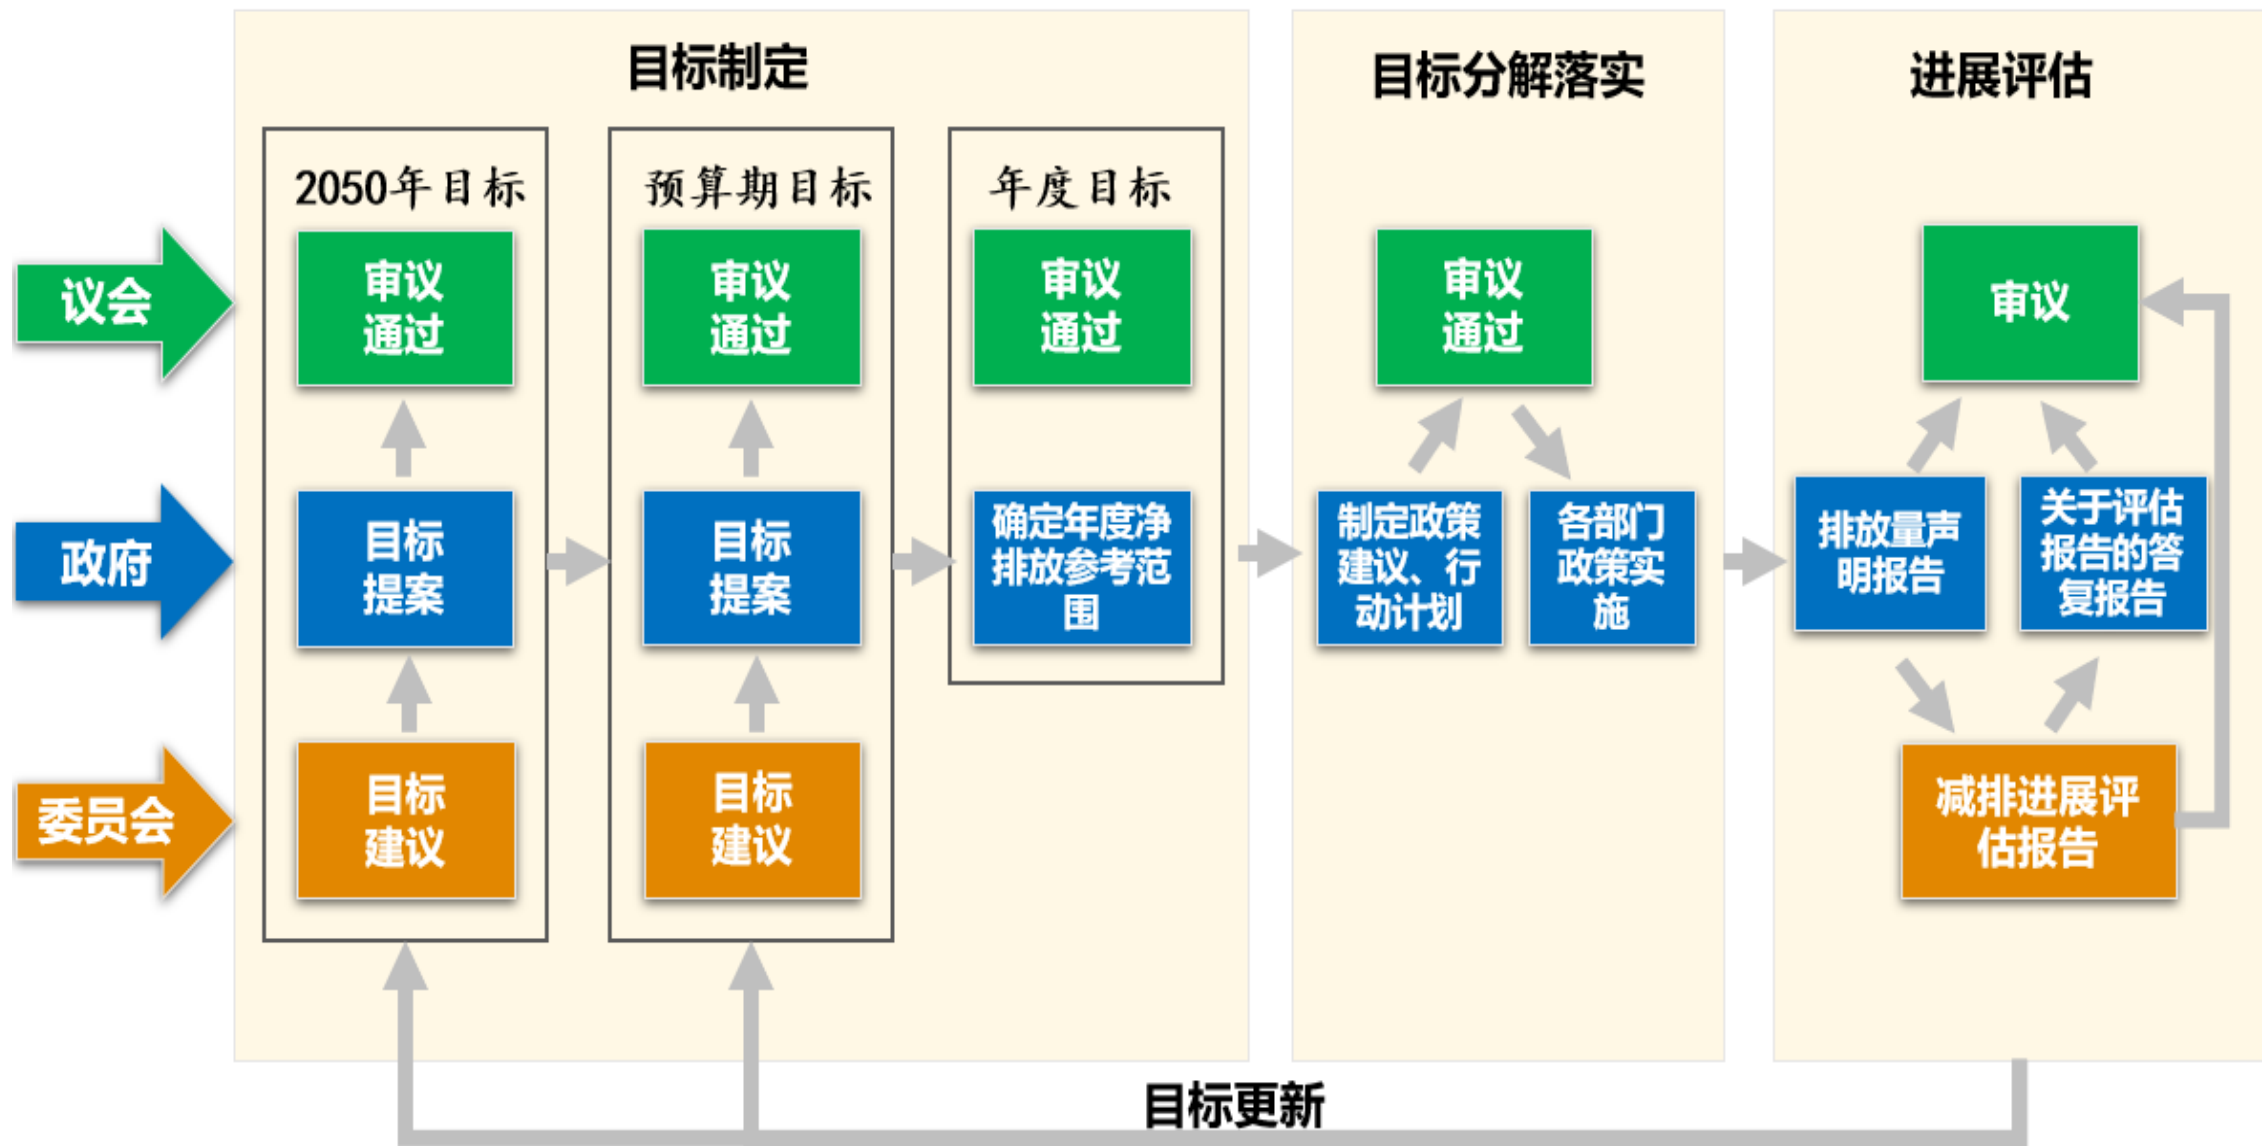 目标制定
目标分解落实
进展评估
2050年目标
预算期目标
年度目标
议会
审议
通过
审议
通过
审议
通过
审议
通过
审议
政府
目标
提案
目标
提案
确定年度净
排放参考范
围
制定政策
建议、行
动计划
各部门
政策实
施
排放量声
明报告
关于评估
报告的答
复报告
委员会
目标
建议
目标
建议
减排进展评
估报告
目标更新